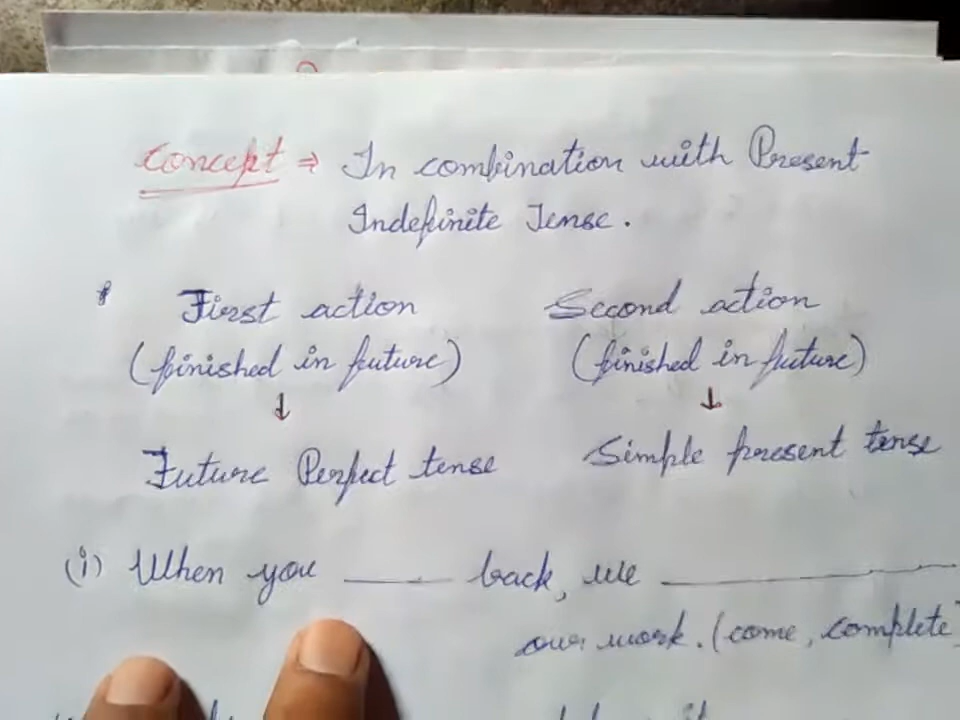 Concept ⇒ In combination with Present
Indefinite Tense.
* First action Second action
(finished in future) (finished in future)
↓ ↓
Future Perfect tense Simple present tense
(i) When you ____ back, we ____________
our work. (come, complete)